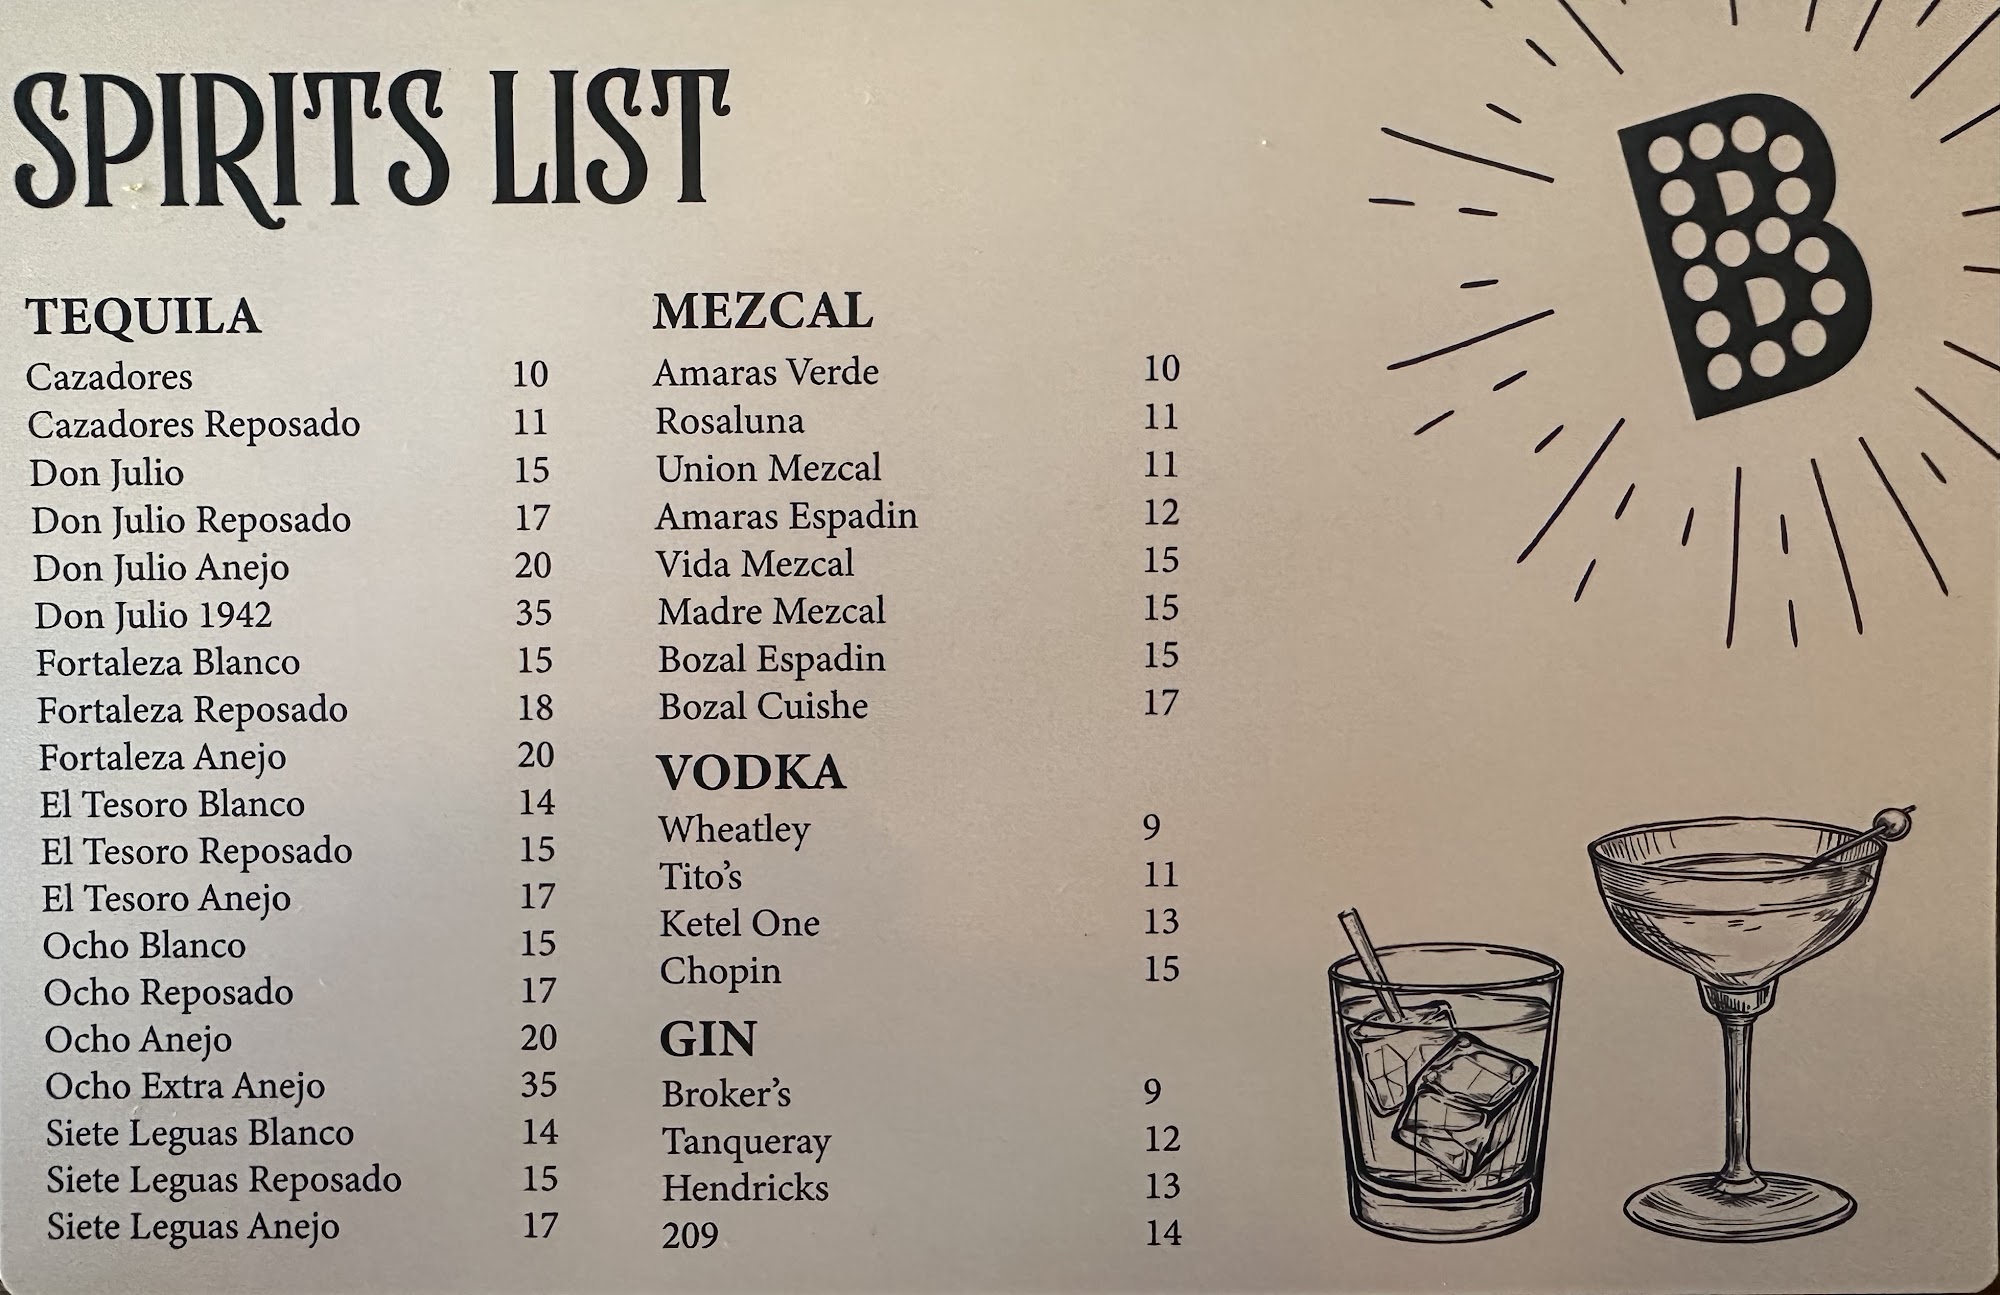 SPIRITS LIST
B
TEQUILA
Cazadores 10
Cazadores Reposado 11
Don Julio 15
Don Julio Reposado 17
Don Julio Anejo 20
Don Julio 1942 35
Fortaleza Blanco 15
Fortaleza Reposado 18
Fortaleza Anejo 20
El Tesoro Blanco 14
El Tesoro Reposado 15
El Tesoro Anejo 17
Ocho Blanco 15
Ocho Reposado 17
Ocho Anejo 20
Ocho Extra Anejo 35
Siete Leguas Blanco 14
Siete Leguas Reposado 15
Siete Leguas Anejo 17
MEZCAL
Amaras Verde 10
Rosaluna 11
Union Mezcal 11
Amaras Espadin 12
Vida Mezcal 15
Madre Mezcal 15
Bozal Espadin 15
Bozal Cuishe 17
VODKA
Wheatley 9
Tito’s 11
Ketel One 13
Chopin 15
GIN
Broker’s 9
Tanqueray 12
Hendricks 13
209 14